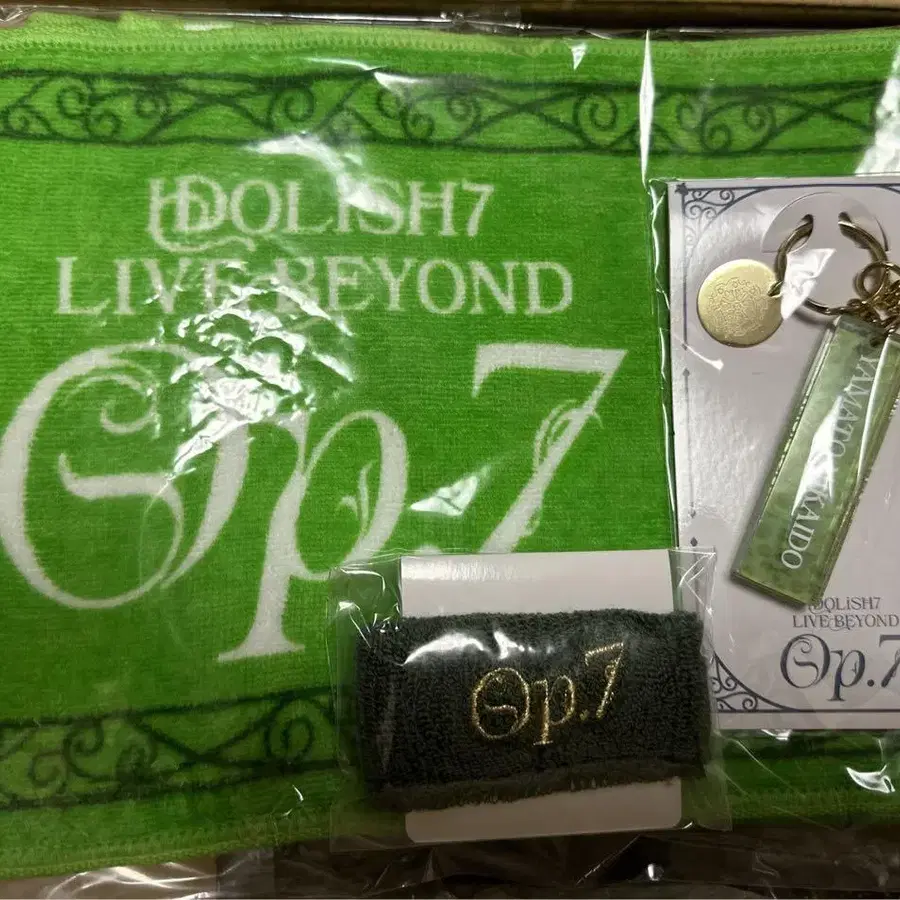 IDOLiSH7
LIVE BEYOND
Op.7
YAMATO NIKAIDO
IDOLiSH7
LIVE BEYOND
Op.7
Op.7